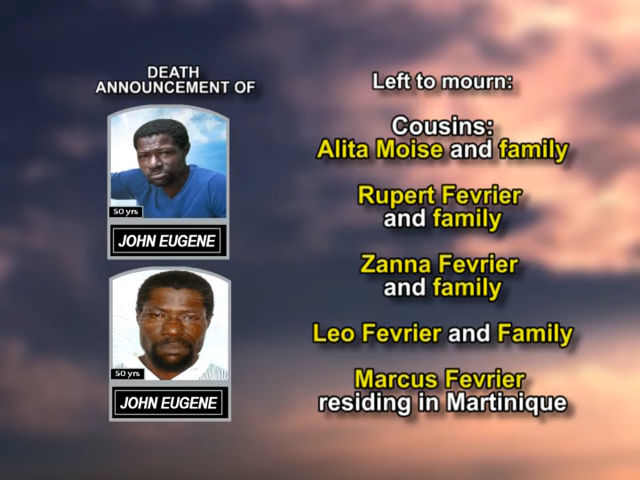 DEATH
ANNOUNCEMENT OF
50 yrs
JOHN EUGENE
50 yrs
JOHN EUGENE
Left to mourn:
Cousins:
Alita Moise and family
Rupert Fevrier
and family
Zanna Fevrier
and family
Leo Fevrier and Family
Marcus Fevrier
residing in Martinique